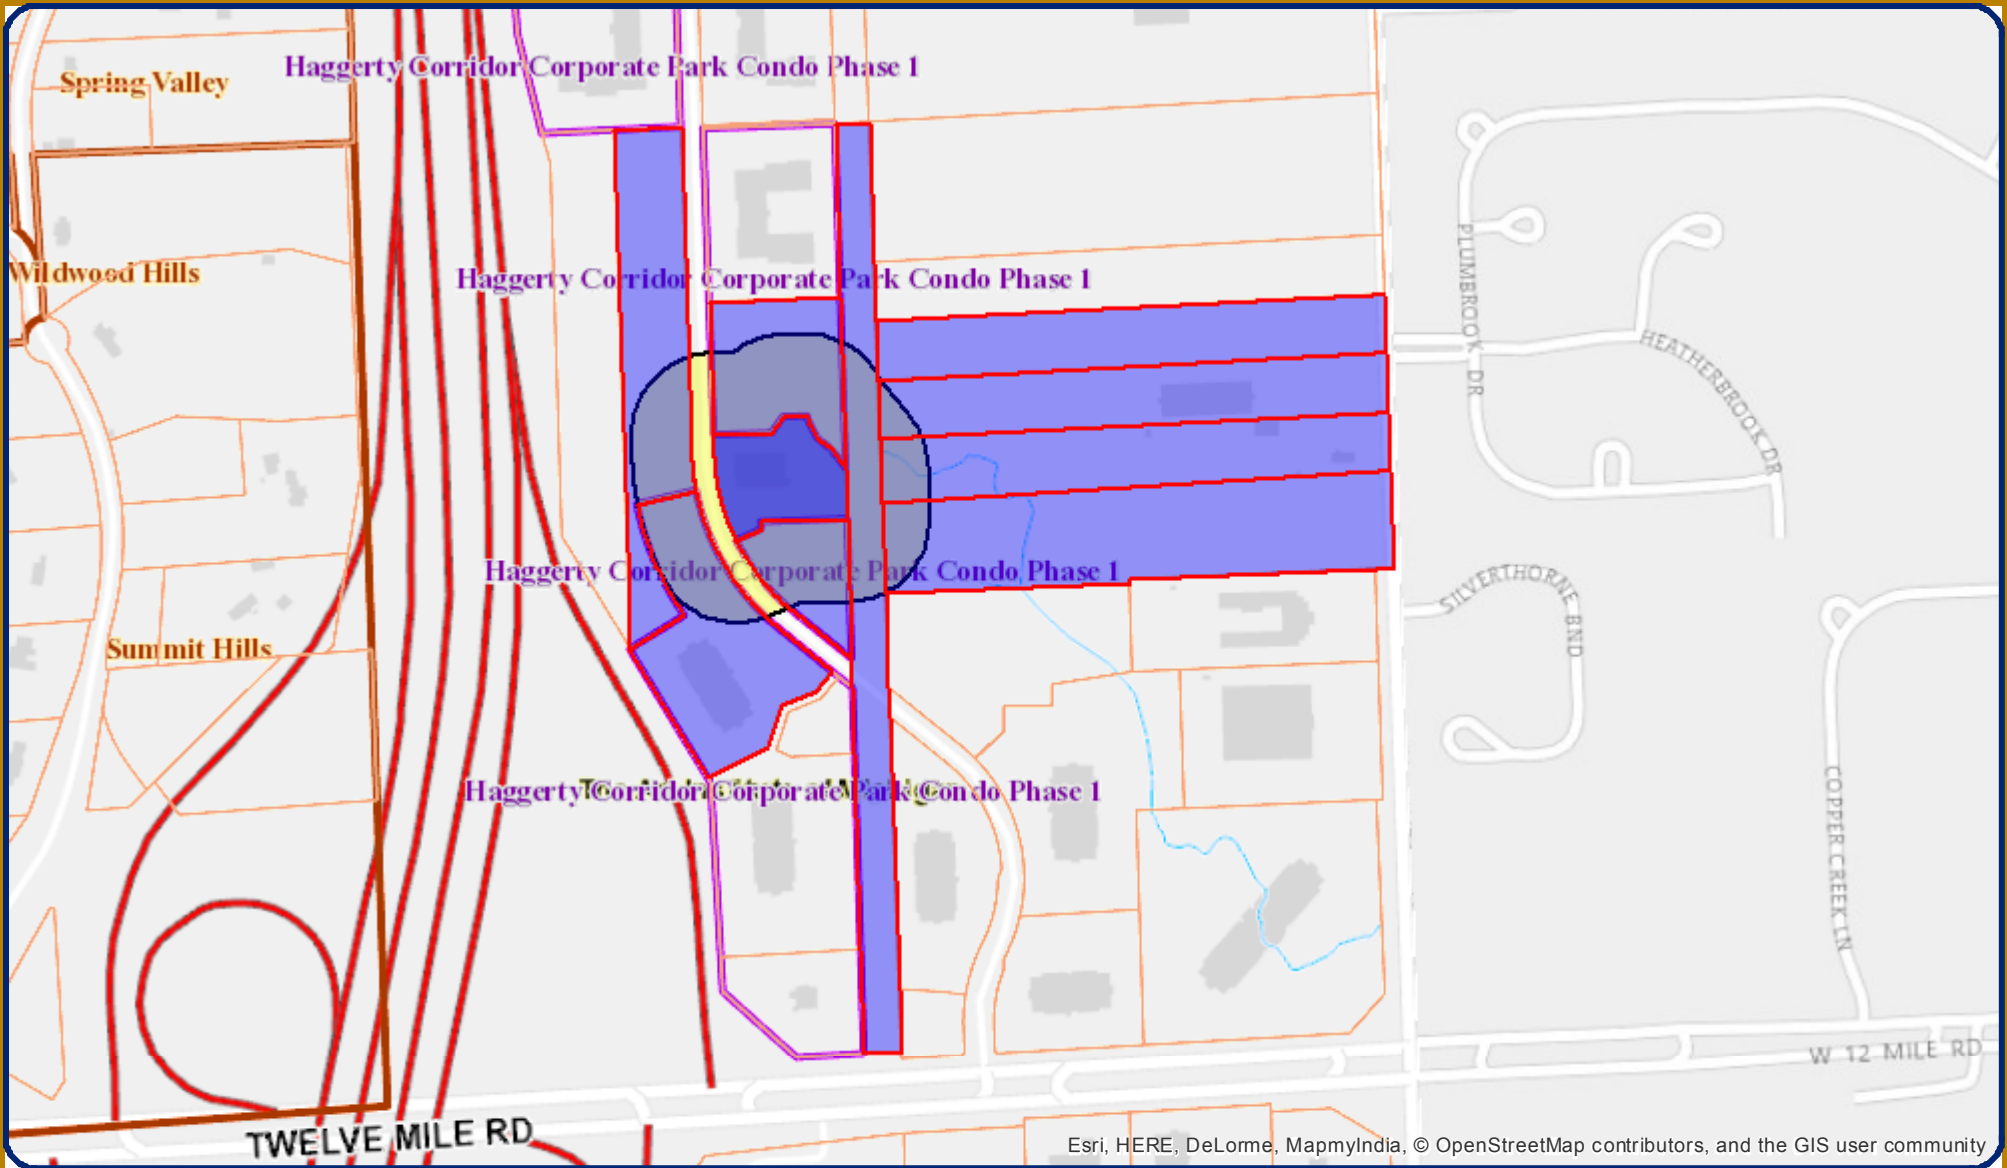 Haggerty Corridor Corporate Park Condo Phase 1
Spring Valley
PLUMBROOK DR
Wildwood Hills
Haggerty Corridor Corporate Park Condo Phase 1
HEATHERBROOK DR
Haggerty Corridor Corporate Park Condo Phase 1
SILVERTHORNE BND
Summit Hills
Haggerty Corridor Corporate Park Condo Phase 1
COPPER CREEK LN
W 12 MILE RD
TWELVE MILE RD
Esri, HERE, DeLorme, MapmyIndia, © OpenStreetMap contributors, and the GIS user community